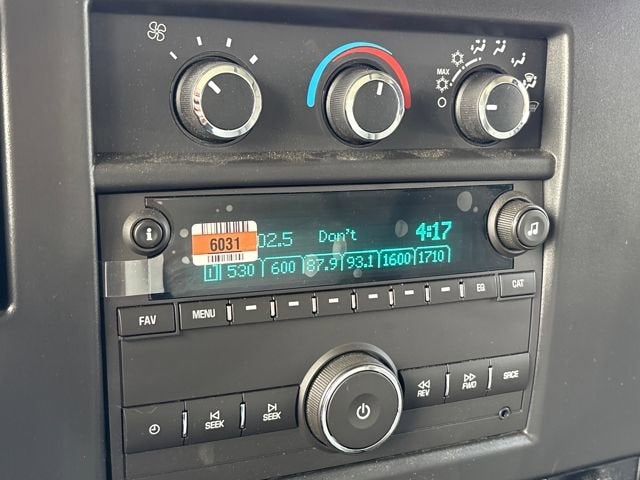 MAX
02.5 Don't 4:17
6031
1 530 600 87.9 93.1 1600 1710
FAV MENU EQ CAT
SEEK SEEK REV FWD SRCE